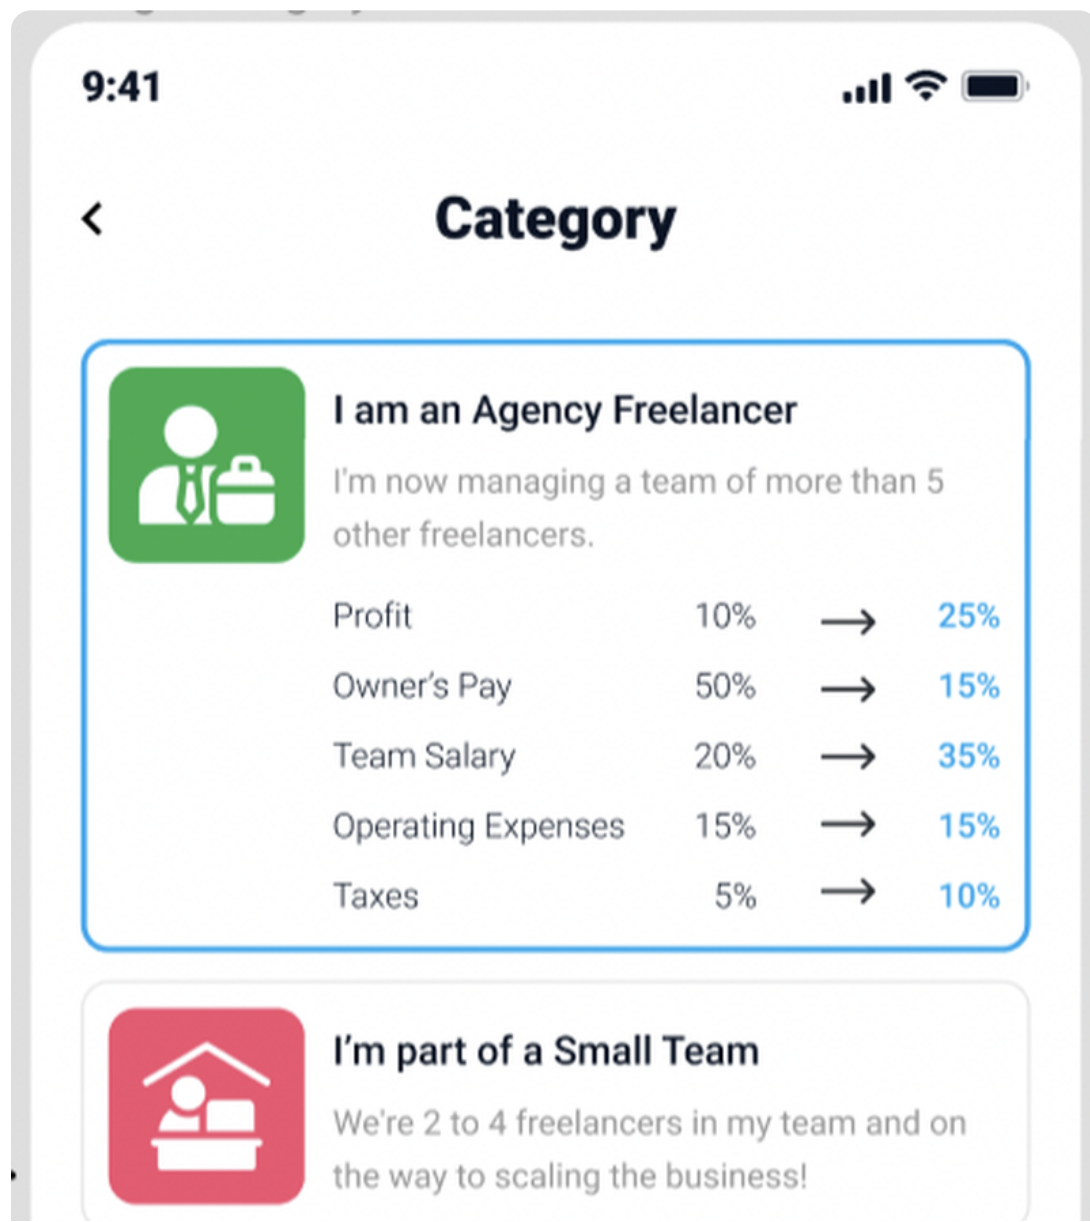 9:41
Category
I am an Agency Freelancer
I'm now managing a team of more than 5
other freelancers.
Profit 10% → 25%
Owner's Pay 50% → 15%
Team Salary 20% → 35%
Operating Expenses 15% → 15%
Taxes 5% → 10%
I'm part of a Small Team
We're 2 to 4 freelancers in my team and on
the way to scaling the business!